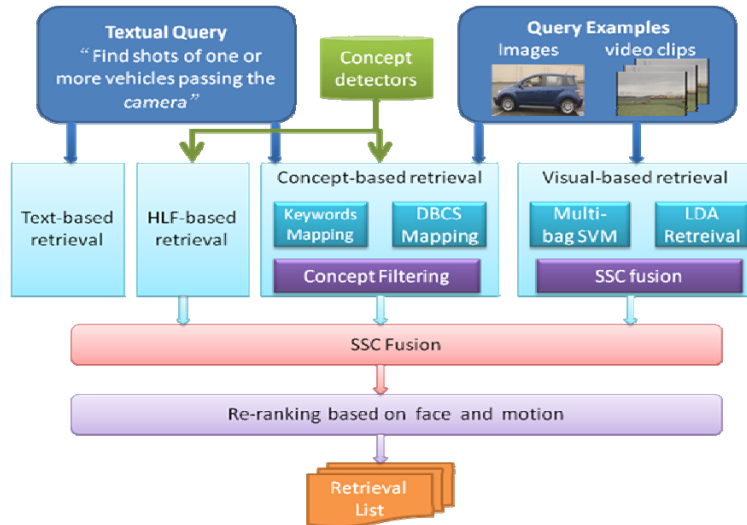 Textual Query
“ Find shots of one or
more vehicles passing the
camera”
Concept
detectors
Query Examples
Images
video clips
Text-based
retrieval
HLF-based
retrieval
Concept-based retrieval
Keywords
Mapping
DBCS
Mapping
Concept Filtering
Visual-based retrieval
Multi-
bag SVM
LDA
Retreival
SSC fusion
SSC Fusion
Re-ranking based on face and motion
Retrieval
List